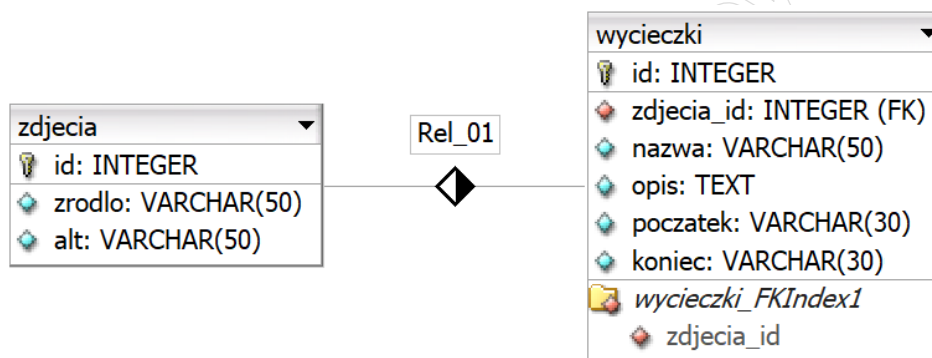 zdjecia
id: INTEGER
zrodlo: VARCHAR(50)
alt: VARCHAR(50)
Rel_01
wycieczki
id: INTEGER
zdjecia_id: INTEGER (FK)
nazwa: VARCHAR(50)
opis: TEXT
poczatek: VARCHAR(30)
koniec: VARCHAR(30)
wycieczki_FKIndex1
zdjecia_id